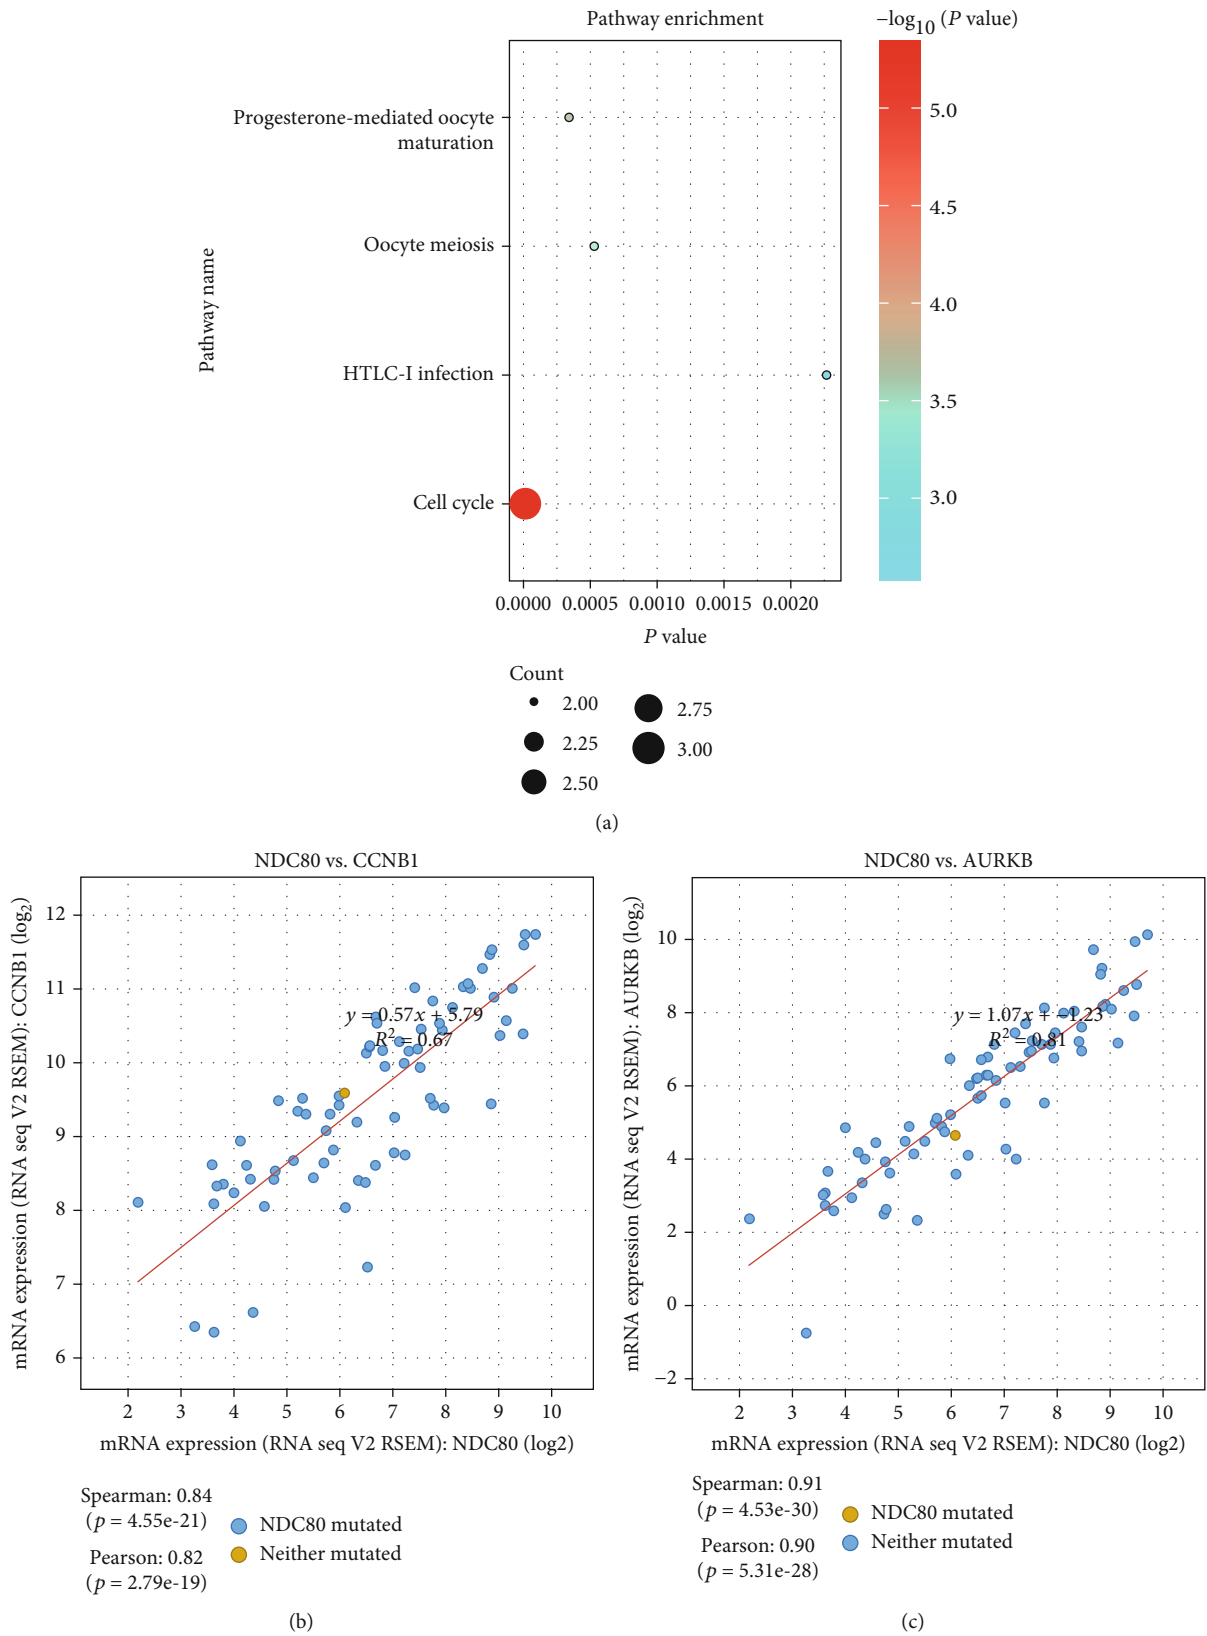 Pathway enrichment
−log10 (P value)
Progesterone-mediated oocyte
maturation
Oocyte meiosis
HTLC-I infection
Cell cycle
Pathway name
5.0
4.5
4.0
3.5
3.0
0.0000 0.0005 0.0010 0.0015 0.0020
P value
Count
2.00
2.25
2.50
2.75
3.00
(a)
NDC80 vs. CCNB1
mRNA expression (RNA seq V2 RSEM): CCNB1 (log2)
12
11
10
9
8
7
6
y = 0.57x + 5.79
R2 = 0.67
2 3 4 5 6 7 8 9 10
mRNA expression (RNA seq V2 RSEM): NDC80 (log2)
Spearman: 0.84
(p = 4.55e-21)
Pearson: 0.82
(p = 2.79e-19)
NDC80 mutated
Neither mutated
(b)
NDC80 vs. AURKB
mRNA expression (RNA seq V2 RSEM): AURKB (log2)
10
8
6
4
2
0
−2
y = 1.07x + −1.23
R2 = 0.81
2 3 4 5 6 7 8 9 10
mRNA expression (RNA seq V2 RSEM): NDC80 (log2)
Spearman: 0.91
(p = 4.53e-30)
Pearson: 0.90
(p = 5.31e-28)
NDC80 mutated
Neither mutated
(c)